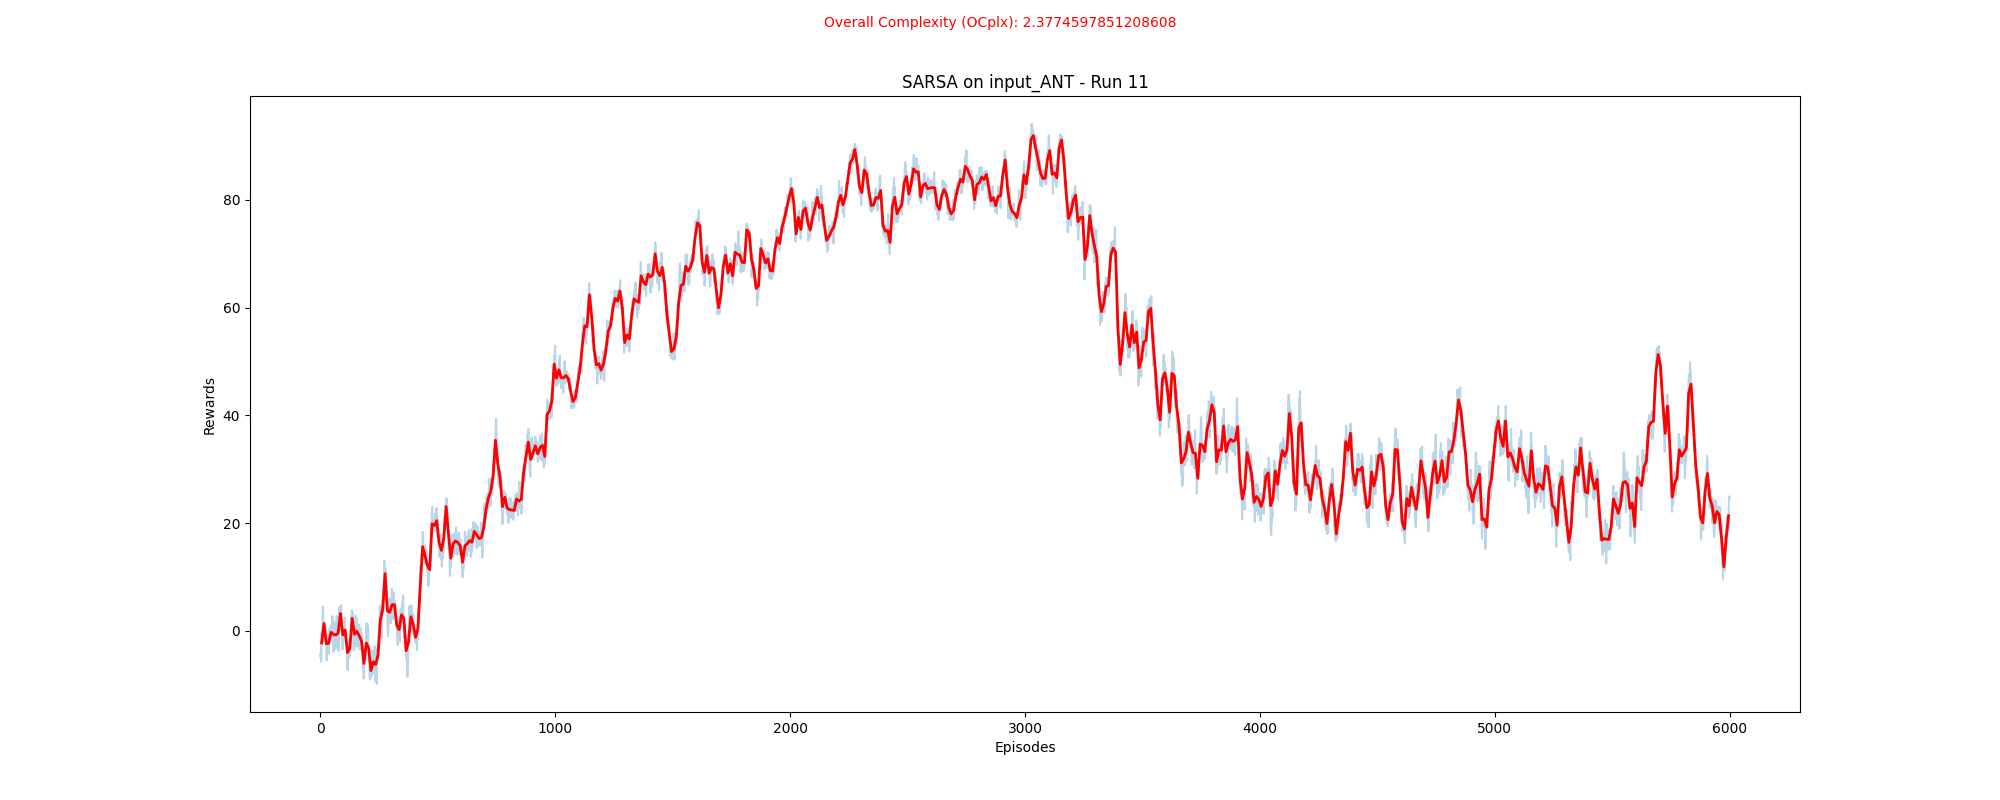 Overall Complexity (OCplx): 2.3774597851208608
SARSA on input_ANT - Run 11
80
60
40
20
0
Rewards
0 1000 2000 3000 4000 5000 6000
Episodes